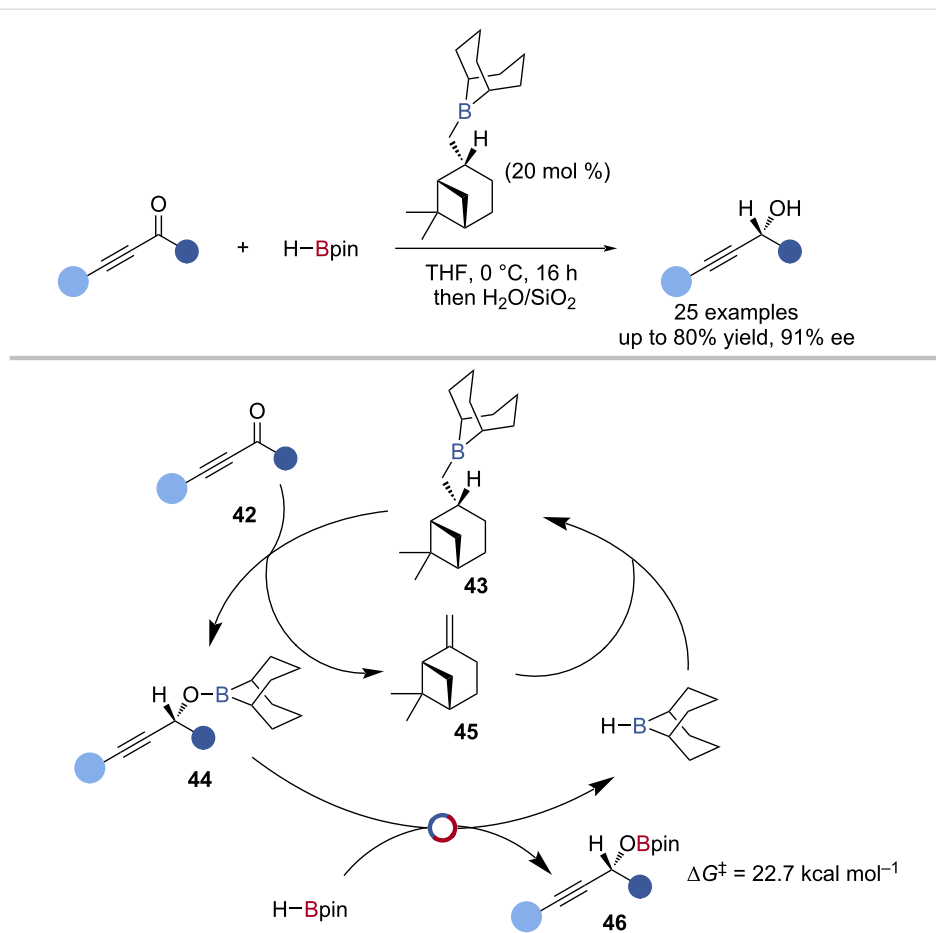 B
H
(20 mol %)
O
+
H–Bpin
H OH
THF, 0 °C, 16 h
then H2O/SiO2
25 examples
up to 80% yield, 91% ee
O
B
H
42
43
H O–B
H–B
45
44
H OBpin
ΔG‡ = 22.7 kcal mol–1
H–Bpin
46